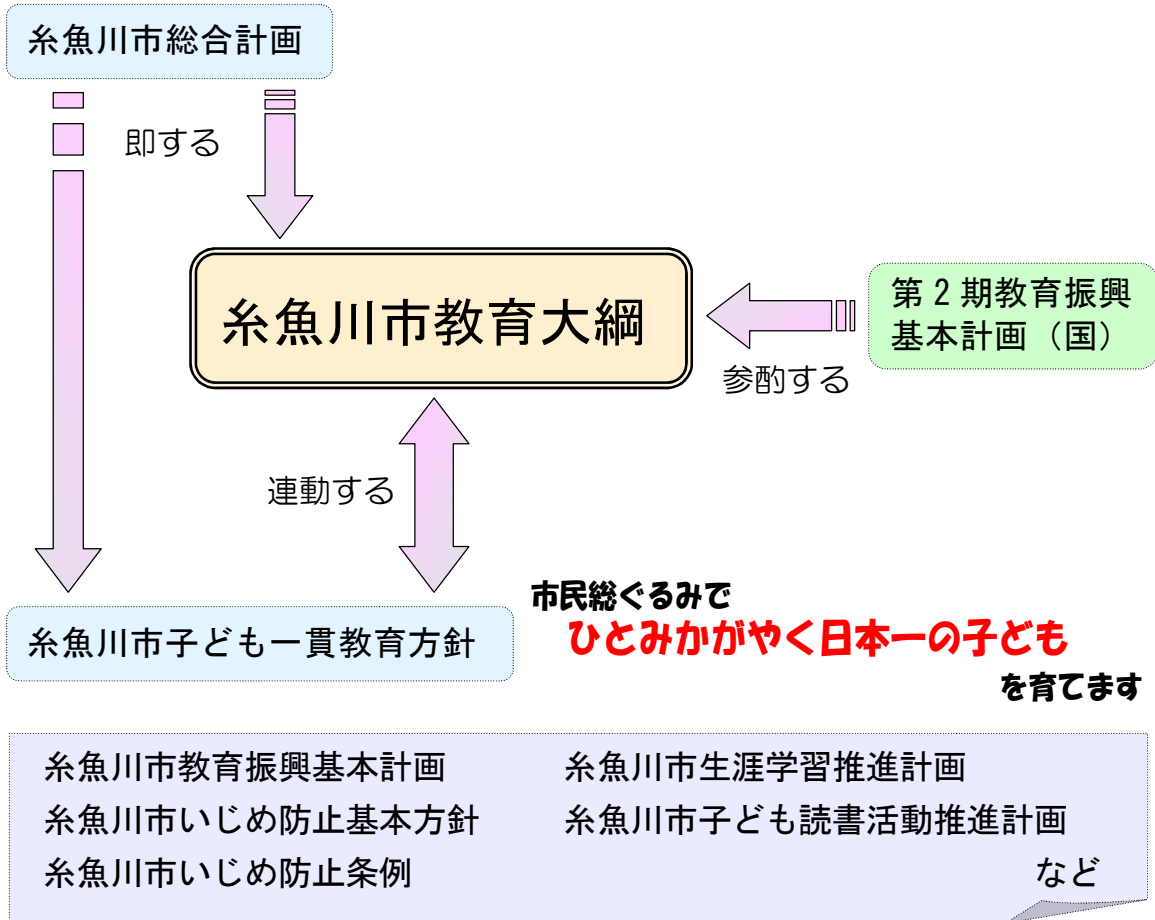 糸魚川市総合計画
即する
糸魚川市教育大綱
第2期教育振興
基本計画（国）
参酌する
連動する
糸魚川市子ども一貫教育方針
市民総ぐるみで
ひとみかがやく日本一の子ども
を育てます
糸魚川市教育振興基本計画
糸魚川市生涯学習推進計画
糸魚川市いじめ防止基本方針
糸魚川市子ども読書活動推進計画
糸魚川市いじめ防止条例
など